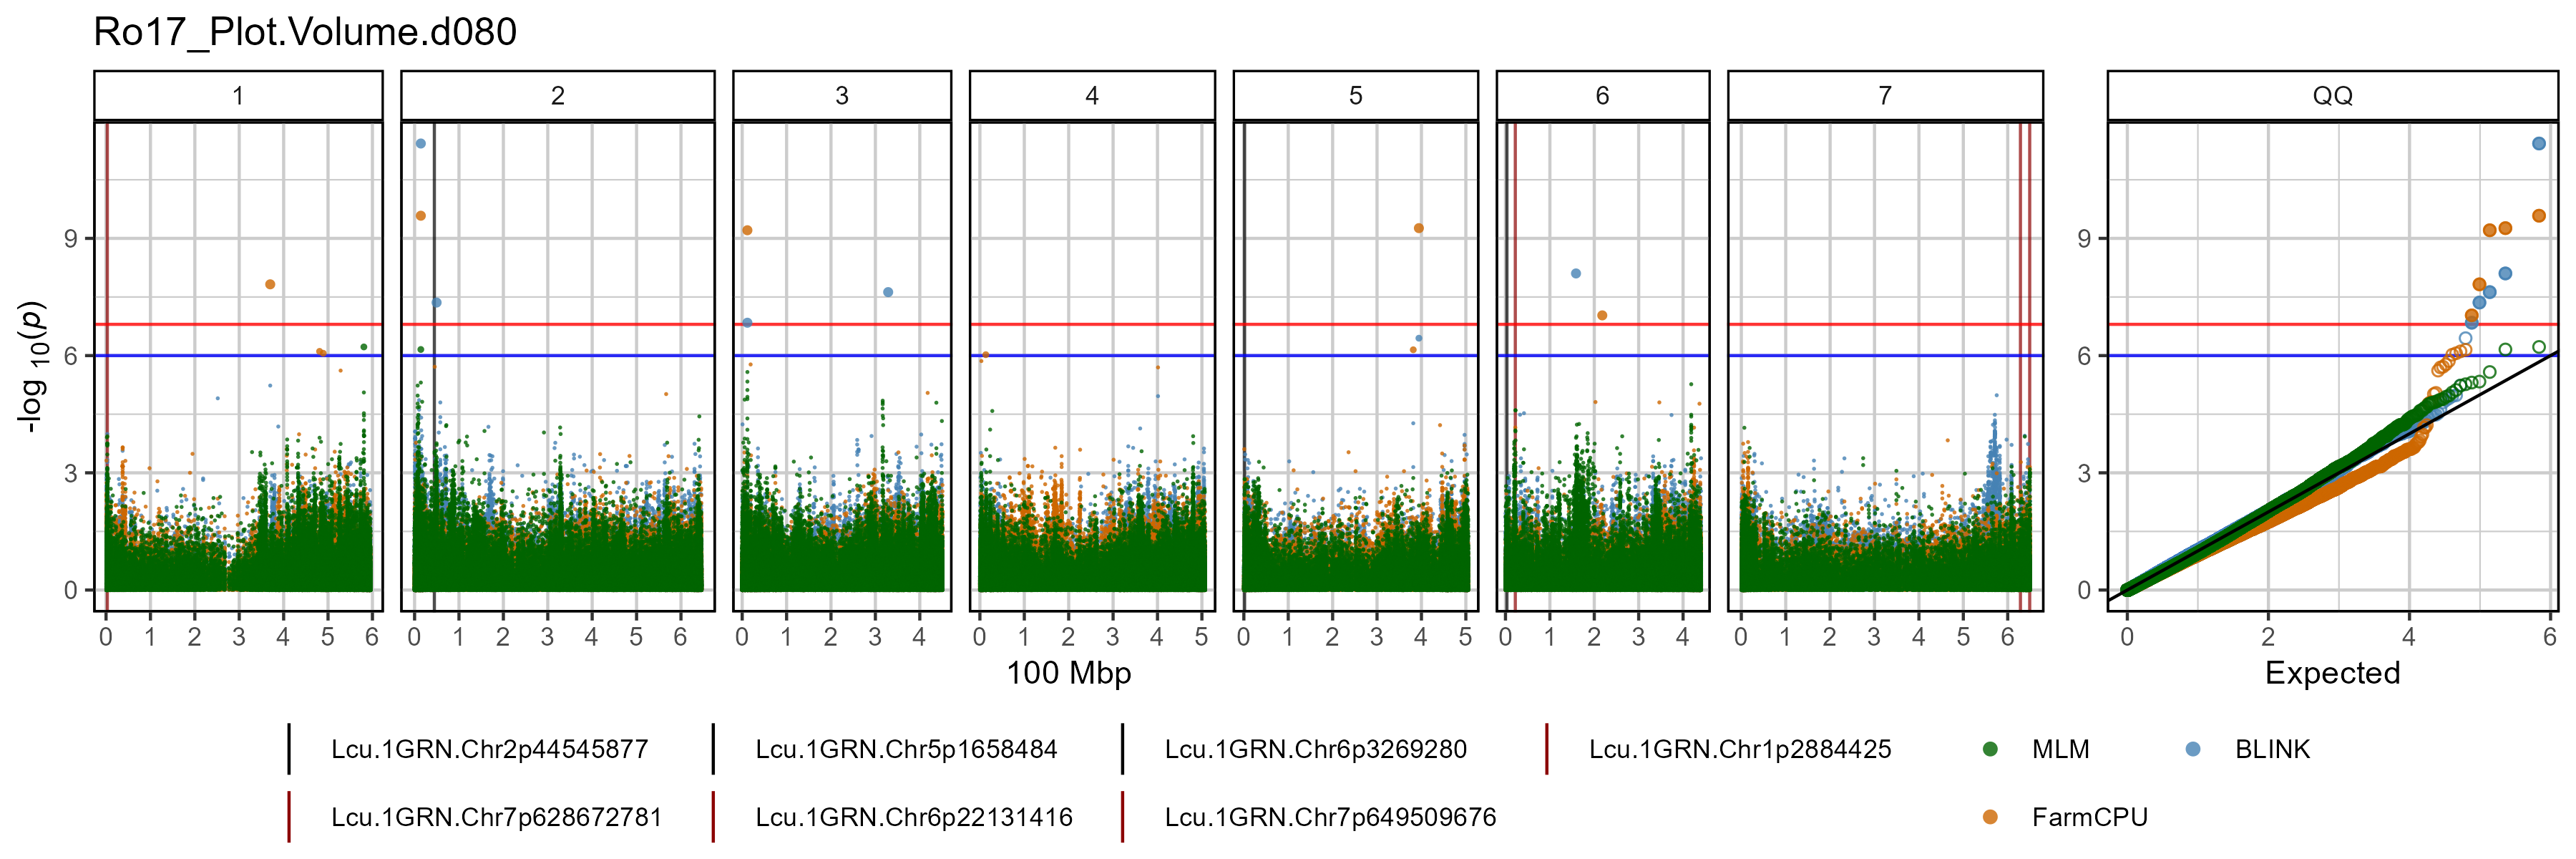 Ro17_Plot.Volume.d080
1 2 3 4 5 6 7 QQ
-log 10(p)
9 9
6 6
3 3
0 0
0 1 2 3 4 5 6 0 1 2 3 4 5 6 0 1 2 3 4 0 1 2 3 4 5 0 1 2 3 4 5 0 1 2 3 4 0 1 2 3 4 5 6 0 2 4 6
100 Mbp Expected
Lcu.1GRN.Chr2p44545877 Lcu.1GRN.Chr5p1658484 Lcu.1GRN.Chr6p3269280 Lcu.1GRN.Chr1p2884425 MLM BLINK
Lcu.1GRN.Chr7p628672781 Lcu.1GRN.Chr6p22131416 Lcu.1GRN.Chr7p649509676 FarmCPU